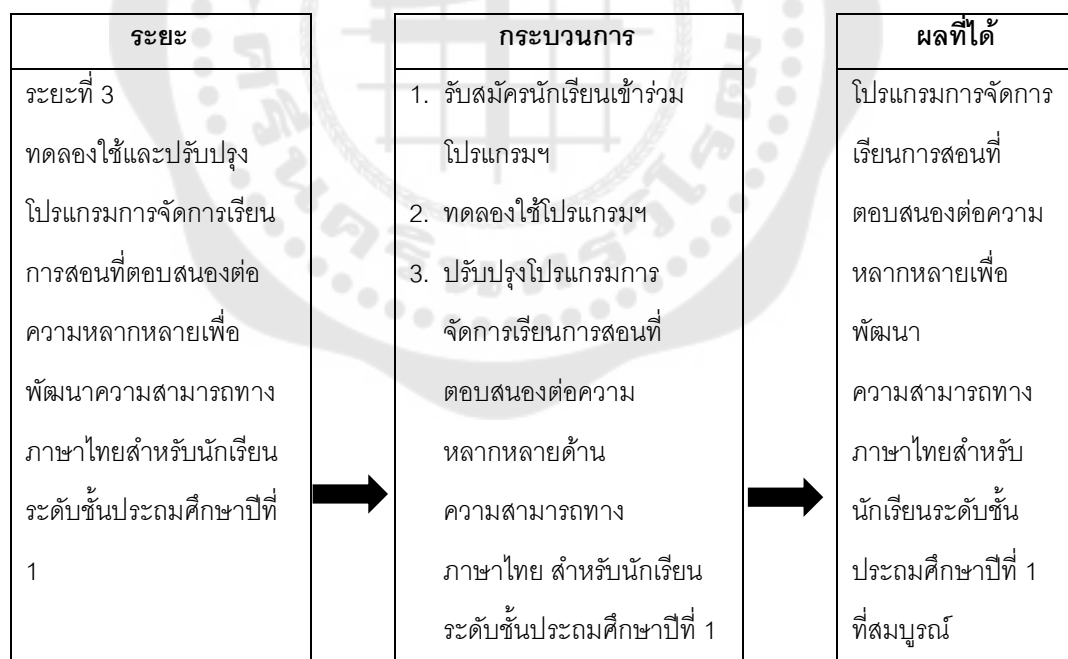 ระยะ
ระยะที่ 3
ทดลองใช้และปรับปรุง
โปรแกรมการจัดการเรียน
การสอนที่ตอบสนองต่อ
ความหลากหลายเพื่อ
พัฒนาความสามารถทาง
ภาษาไทยสำหรับนักเรียน
ระดับชั้นประถมศึกษาปีที่
1
กระบวนการ
1. รับสมัครนักเรียนเข้าร่วม
โปรแกรมฯ
2. ทดลองใช้โปรแกรมฯ
3. ปรับปรุงโปรแกรมการ
จัดการเรียนการสอนที่
ตอบสนองต่อความ
หลากหลายด้าน
ความสามารถทาง
ภาษาไทย สำหรับนักเรียน
ระดับชั้นประถมศึกษาปีที่ 1
ผลที่ได้
โปรแกรมการจัดการ
เรียนการสอนที่
ตอบสนองต่อความ
หลากหลายเพื่อ
พัฒนา
ความสามารถทาง
ภาษาไทยสำหรับ
นักเรียนระดับชั้น
ประถมศึกษาปีที่ 1
ที่สมบูรณ์